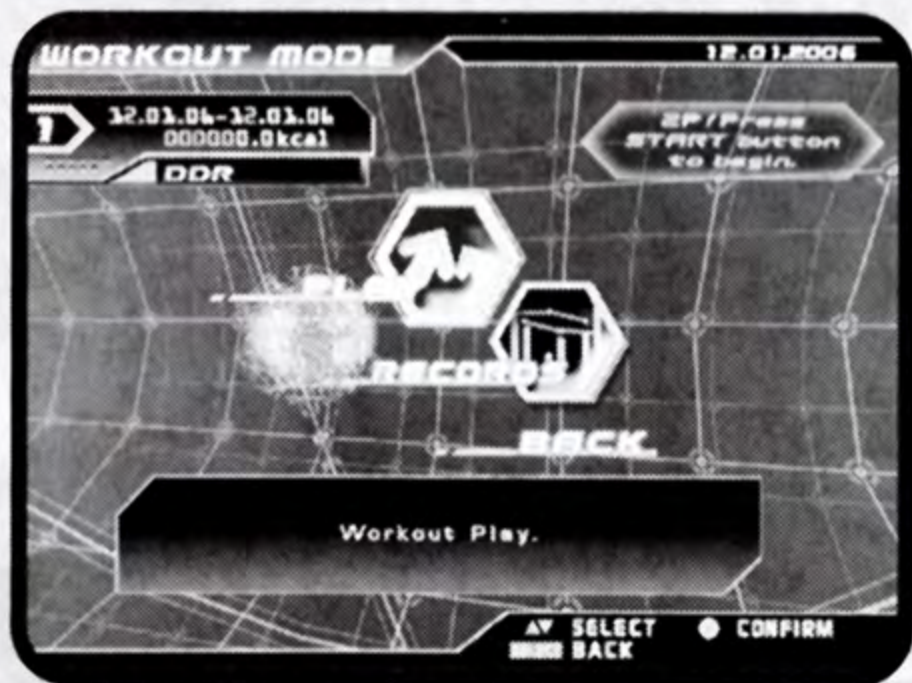 WORKOUT MODE
12.01.2006
1
12.01.06-12.01.06
000000.0kcal
DDR
2P/Press
START button
to begin.
RECORDS
BACK
Workout Play.
▲▼ SELECT
CONFIRM
BACK